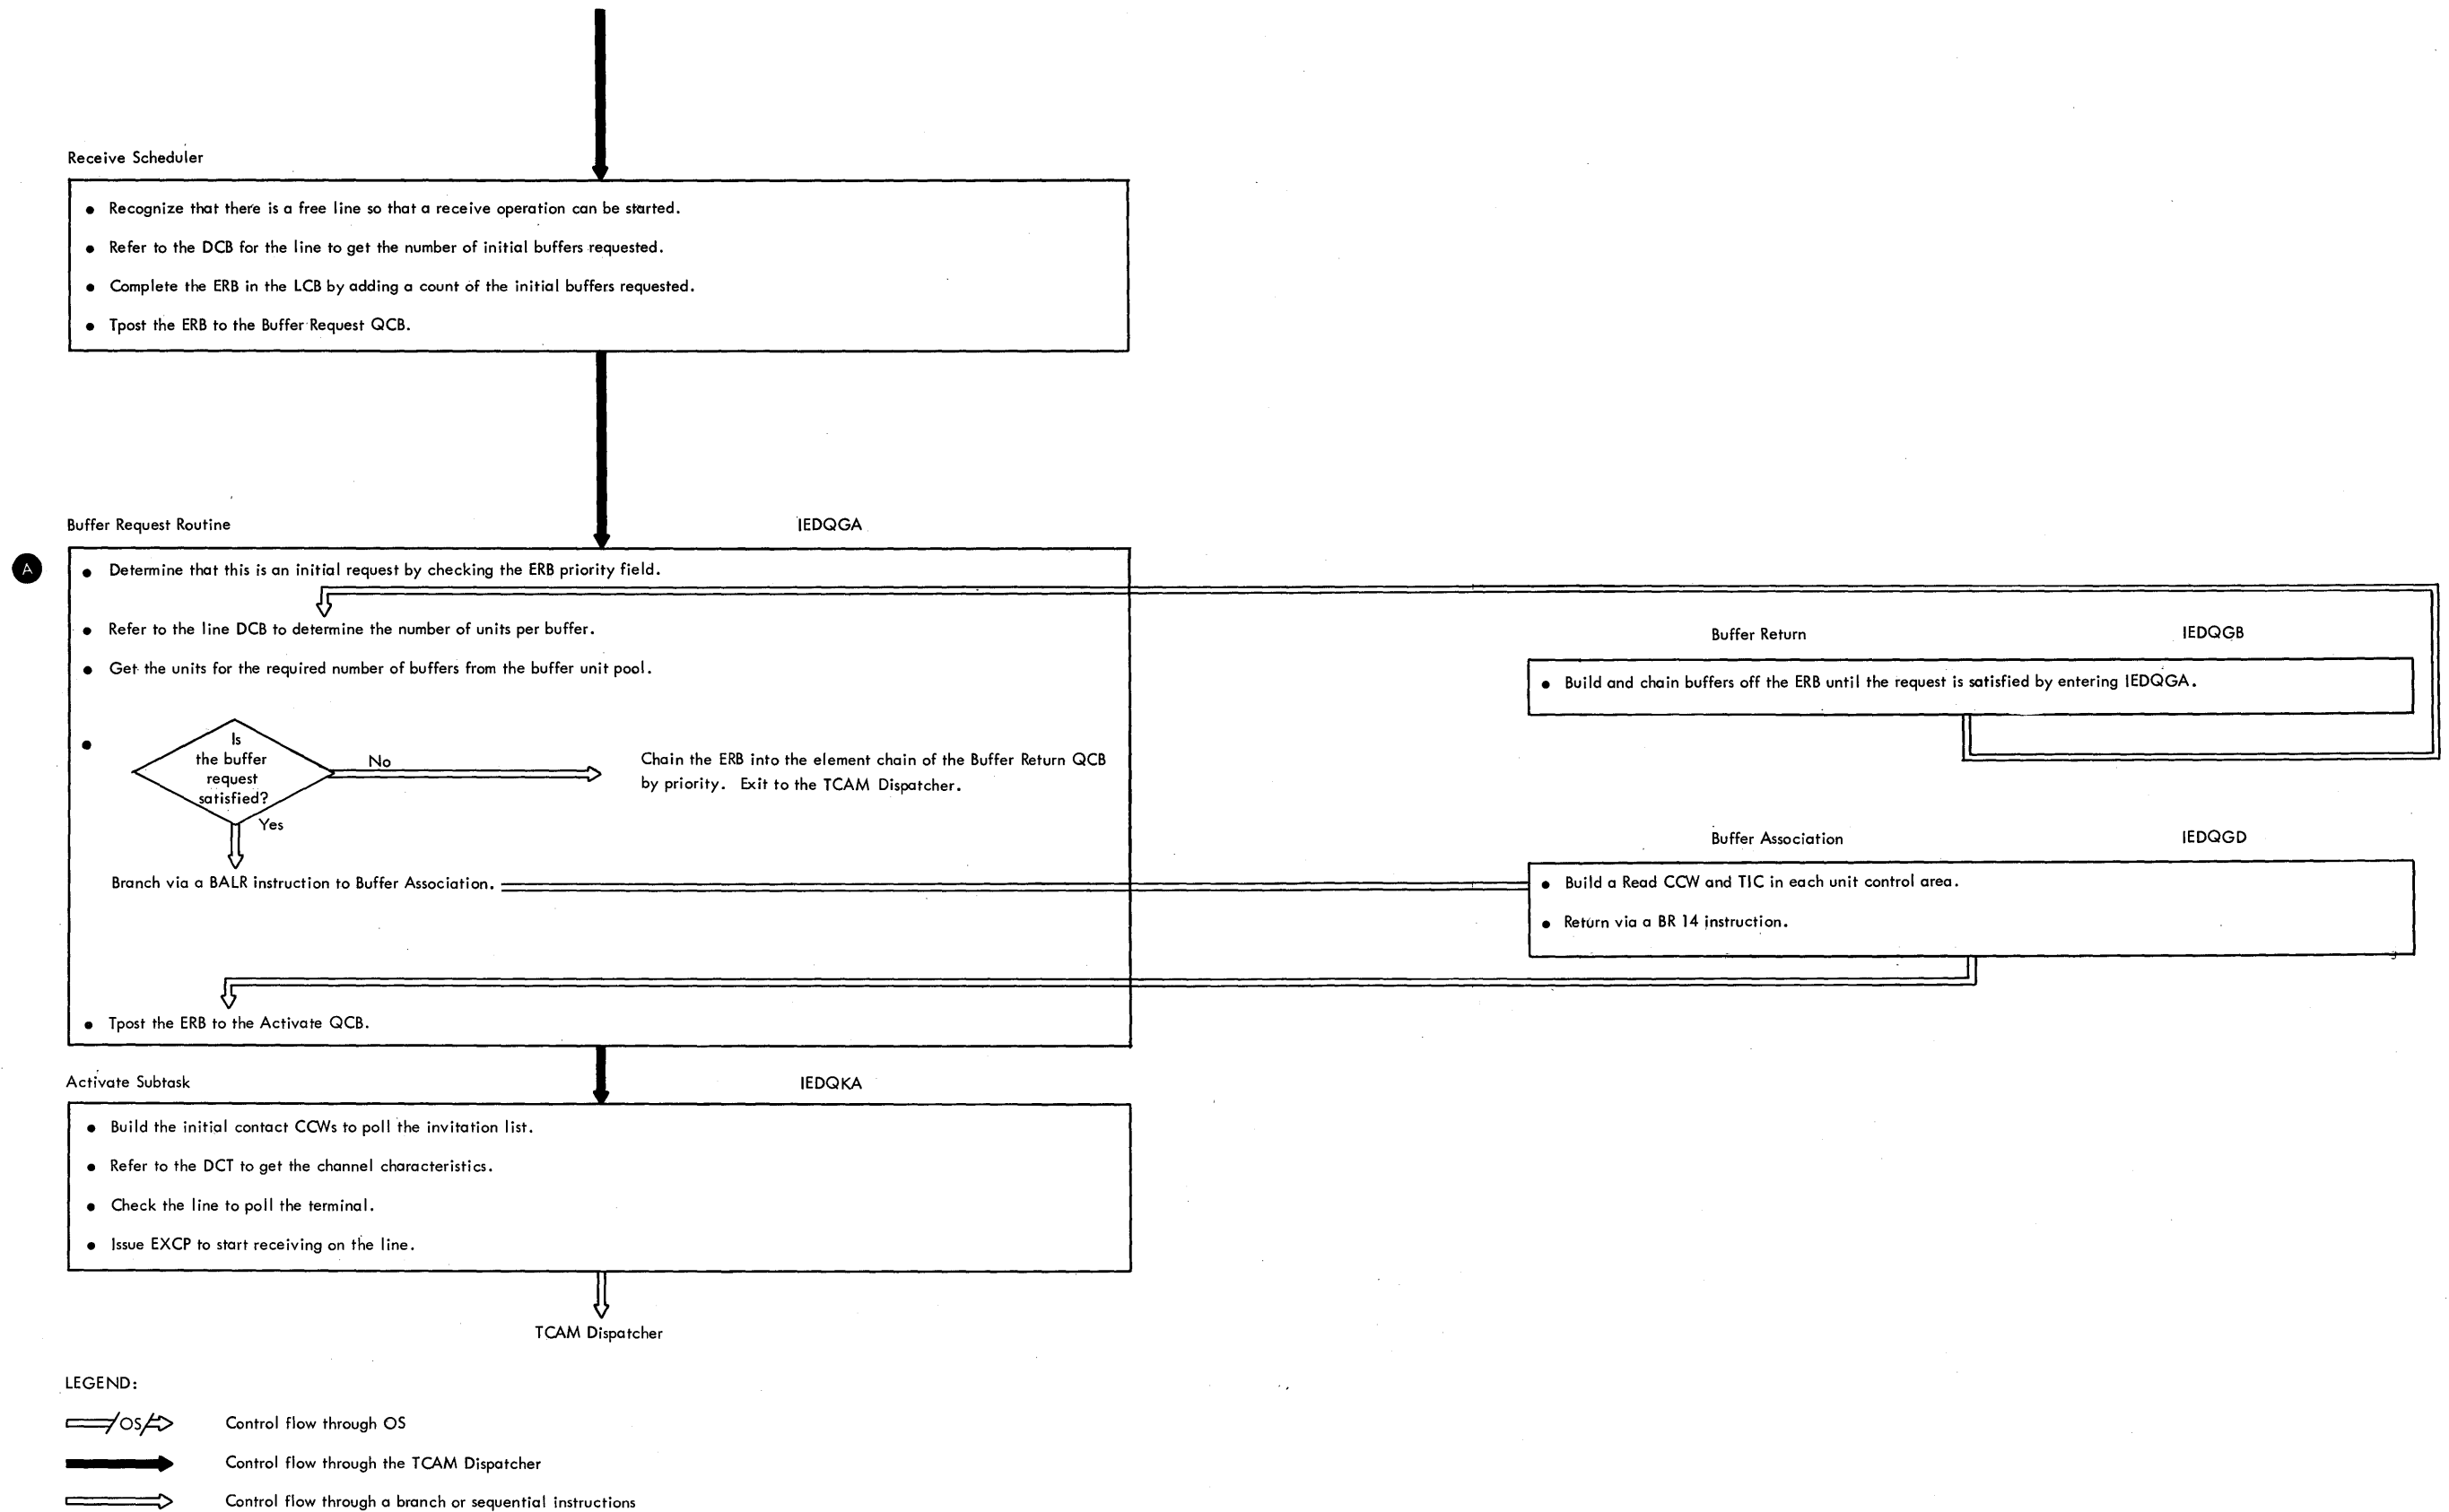 Receive Scheduler
• Recognize that there is a free line so that a receive operation can be started.
• Refer to the DCB for the line to get the number of initial buffers requested.
• Complete the ERB in the LCB by adding a count of the initial buffers requested.
• Tpost the ERB to the Buffer Request QCB.
Buffer Request Routine IEDQGA
A
• Determine that this is an initial request by checking the ERB priority field.
• Refer to the line DCB to determine the number of units per buffer.
• Get the units for the required number of buffers from the buffer unit pool.
•
Is
the buffer
request
satisfied?
No
Chain the ERB into the element chain of the Buffer Return QCB
by priority. Exit to the TCAM Dispatcher.
Yes
Branch via a BALR instruction to Buffer Association.
Buffer Return IEDQGB
• Build and chain buffers off the ERB until the request is satisfied by entering IEDQGA.
Buffer Association IEDQGD
• Build a Read CCW and TIC in each unit control area.
• Return via a BR 14 instruction.
• Tpost the ERB to the Activate QCB.
Activate Subtask IEDQKA
• Build the initial contact CCWs to poll the invitation list.
• Refer to the DCT to get the channel characteristics.
• Check the line to poll the terminal.
• Issue EXCP to start receiving on the line.
TCAM Dispatcher
LEGEND:
/OS/ Control flow through OS
Control flow through the TCAM Dispatcher
Control flow through a branch or sequential instructions